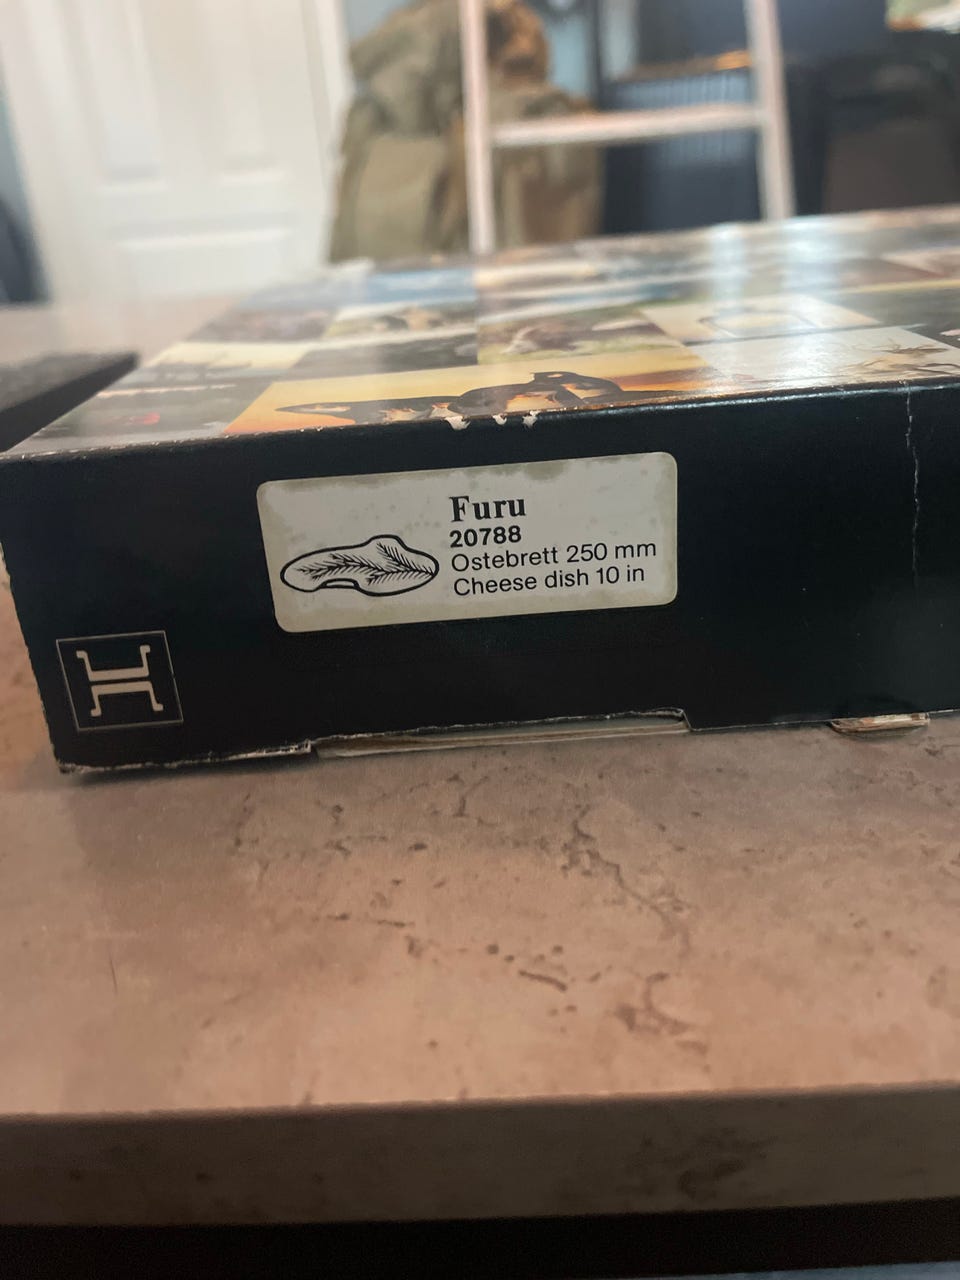 Furu
20788
Ostebrett 250 mm
Cheese dish 10 in